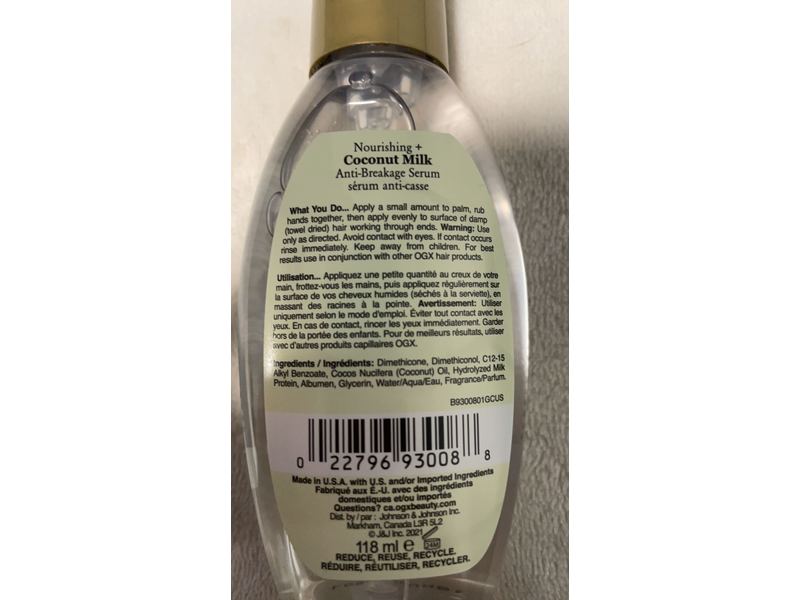 Nourishing +
Coconut Milk
Anti-Breakage Serum
sérum anti-casse
What You Do... Apply a small amount to palm, rub
hands together, then apply evenly to surface of damp
(towel dried) hair working through ends. Warning: Use
only as directed. Avoid contact with eyes. If contact occurs
rinse immediately. Keep away from children. For best
results use in conjunction with other OGX hair products.
Utilisation... Appliquez une petite quantité au creux de votre
main, frottez-vous les mains, puis appliquez régulièrement sur
la surface de vos cheveux humides (séchés à la serviette), en
massant des racines à la pointe. Avertissement: Utiliser
uniquement selon le mode d'emploi. Éviter tout contact avec les
yeux. En cas de contact, rincer les yeux immédiatement. Garder
hors de la portée des enfants. Pour de meilleurs résultats, utiliser
avec d'autres produits capillaires OGX.
Ingredients / Ingrédients: Dimethicone, Dimethiconol, C12-15
Alkyl Benzoate, Cocos Nucifera (Coconut) Oil, Hydrolyzed Milk
Protein, Albumen, Glycerin, Water/Aqua/Eau, Fragrance/Parfum.
B9300801GCUS
0 22796 93008 8
Made in U.S.A. with U.S. and/or Imported Ingredients
Fabriqué aux É.-U. avec des ingrédients
domestiques et/ou importés
Questions? ca.ogxbeauty.com
Dist. by / par : Johnson & Johnson Inc.
Markham, Canada L3R 5L2
© J&J Inc. 2021
118 ml e 24M
REDUCE, REUSE, RECYCLE.
RÉDUIRE, RÉUTILISER, RECYCLER.